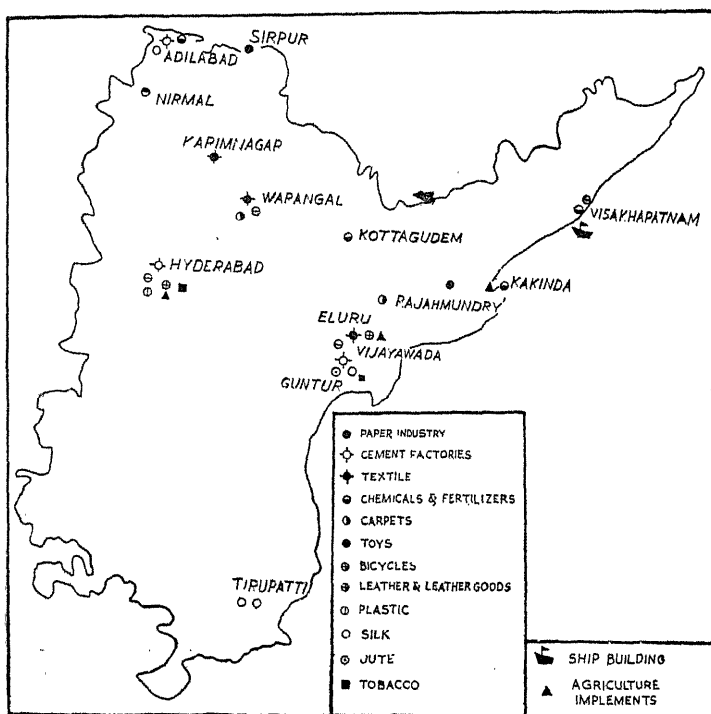 SIRPUR
ADILABAD
NIRMAL
KAPIMNAGAP
WAPANGAL
VISAKHAPATNAM
KOTTAGUDEM
HYDERABAD
KAKINDA
RAJAHMUNDRY
ELURU
VIJAYAWADA
GUNTUR
TIRUPATTI
PAPER INDUSTRY
CEMENT FACTORIES
TEXTILE
CHEMICALS & FERTILIZERS
CARPETS
TOYS
BICYCLES
LEATHER & LEATHER GOODS
PLASTIC
SILK
JUTE
TOBACCO
SHIP BUILDING
AGRICULTURE
IMPLEMENTS